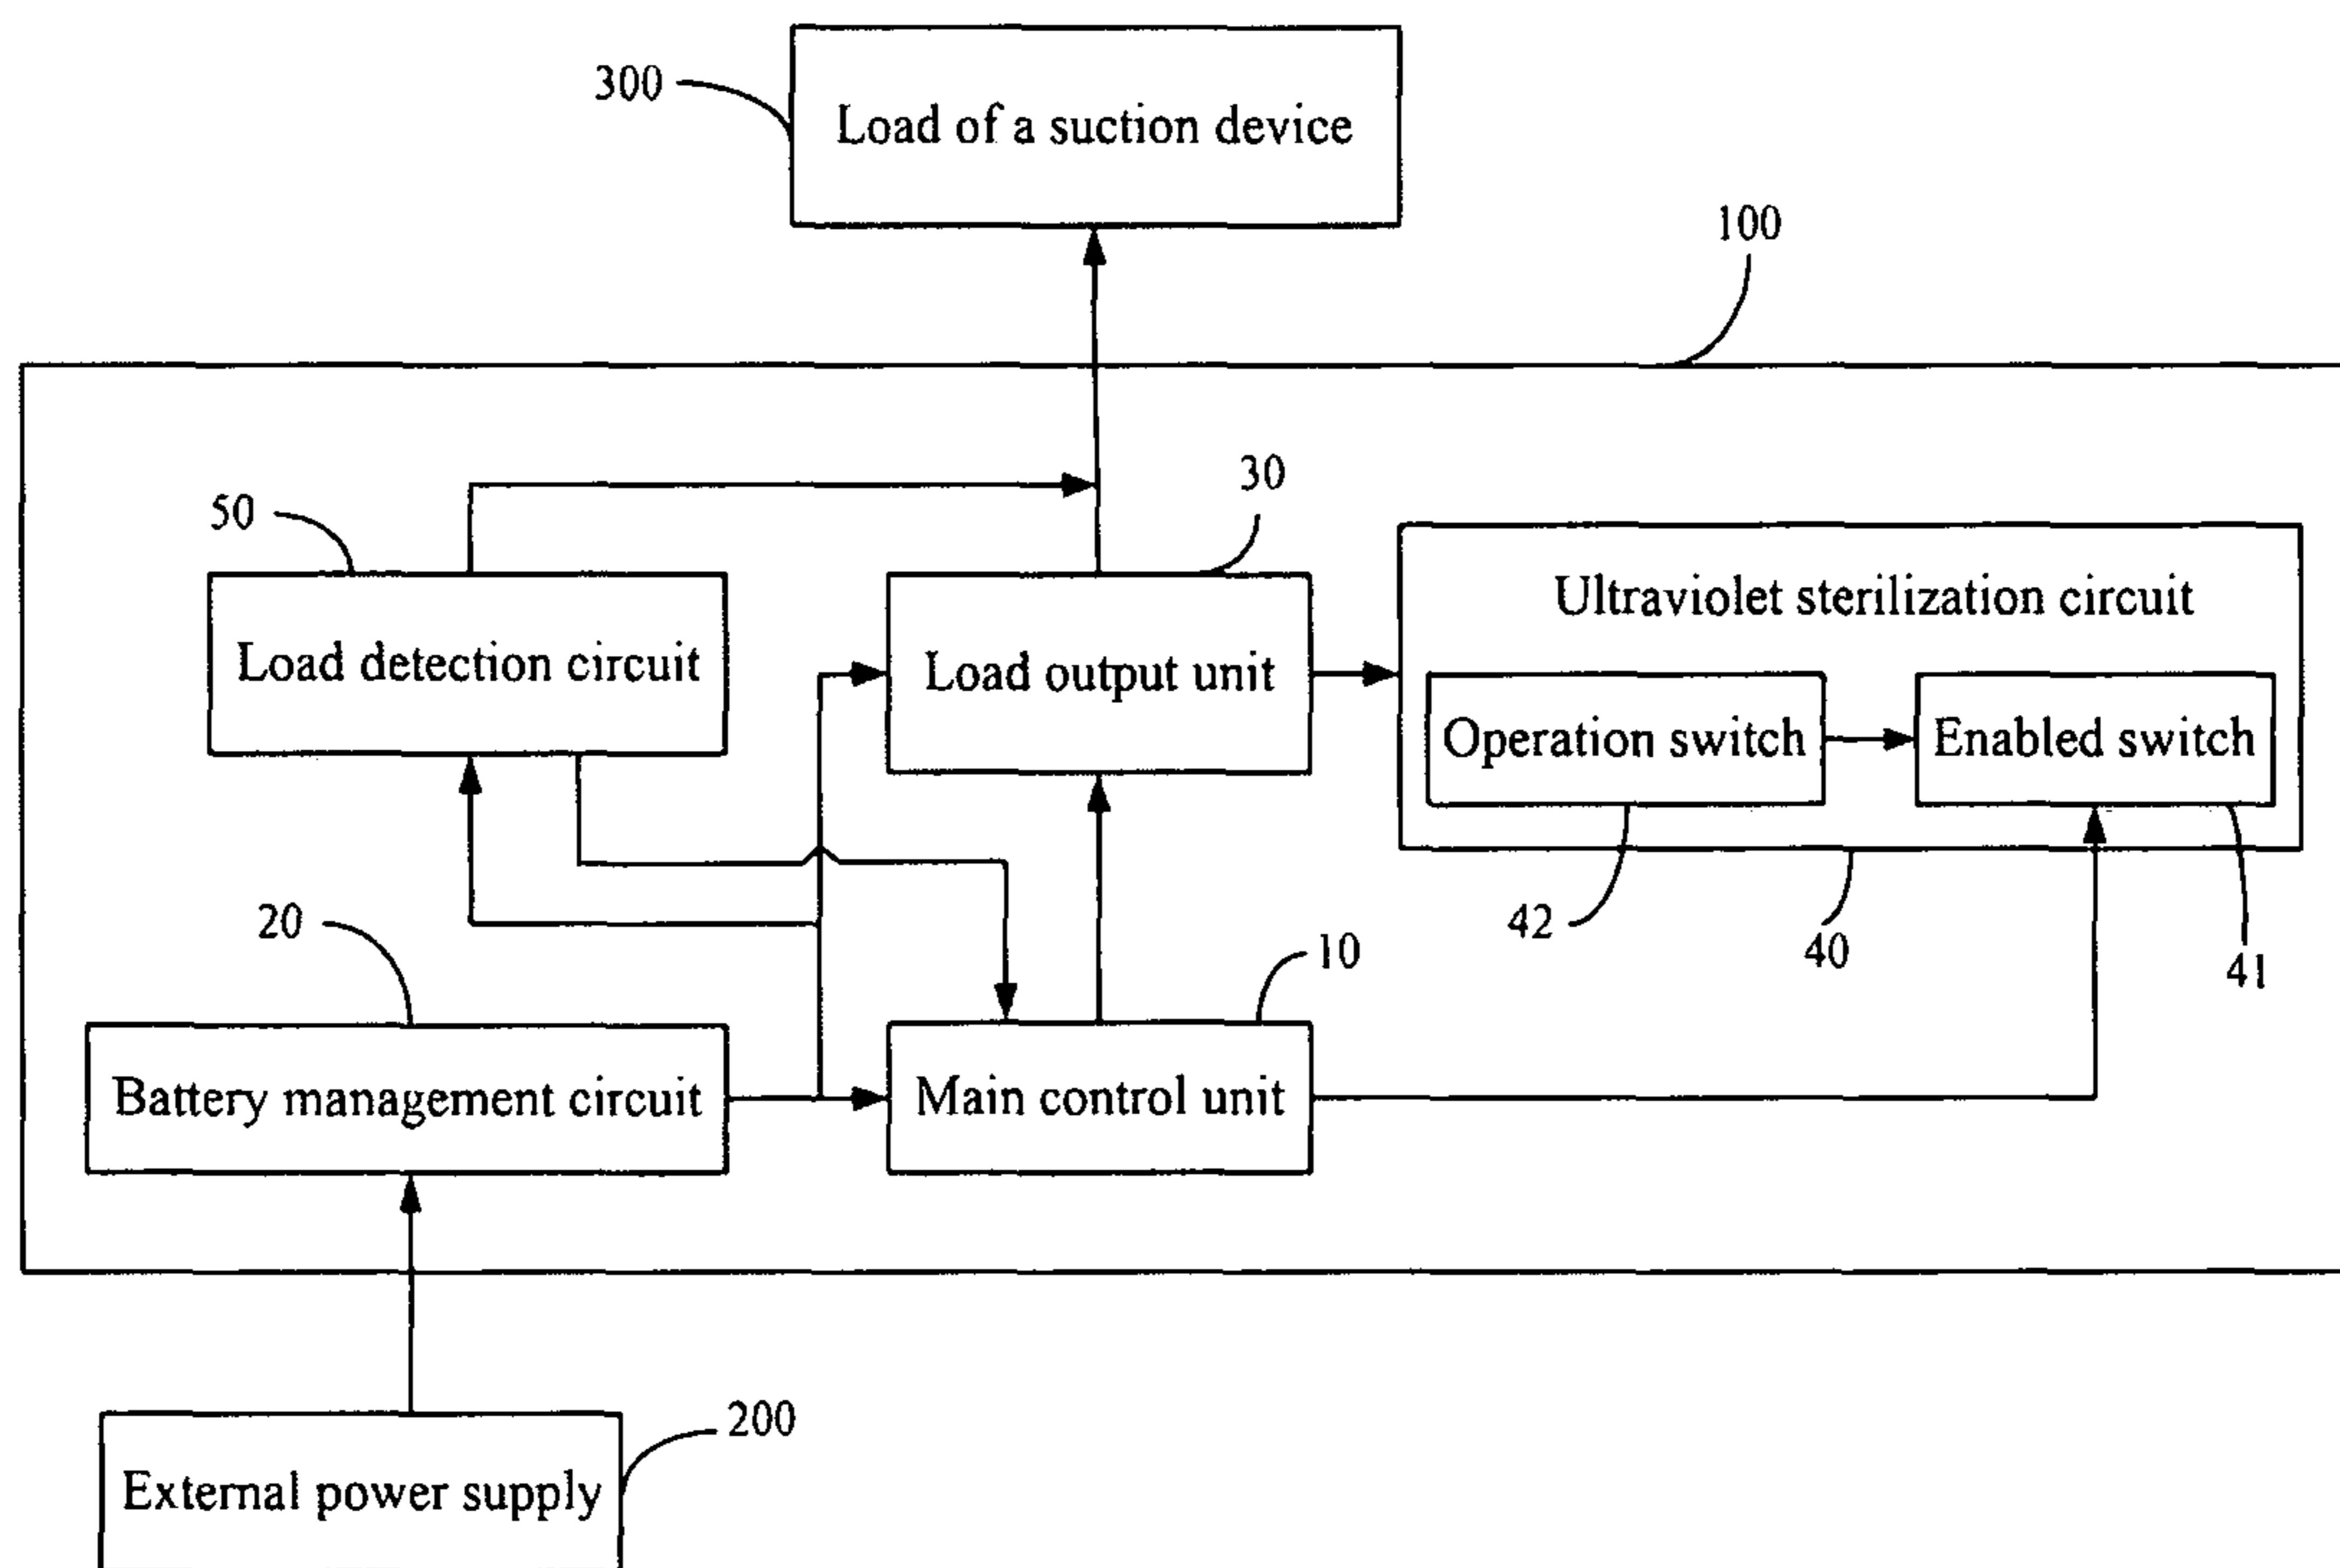 300
Load of a suction device
100
50
30
Ultraviolet sterilization circuit
Load detection circuit
Load output unit
Operation switch
Enabled switch
20
42
40
41
10
Battery management circuit
Main control unit
200
External power supply